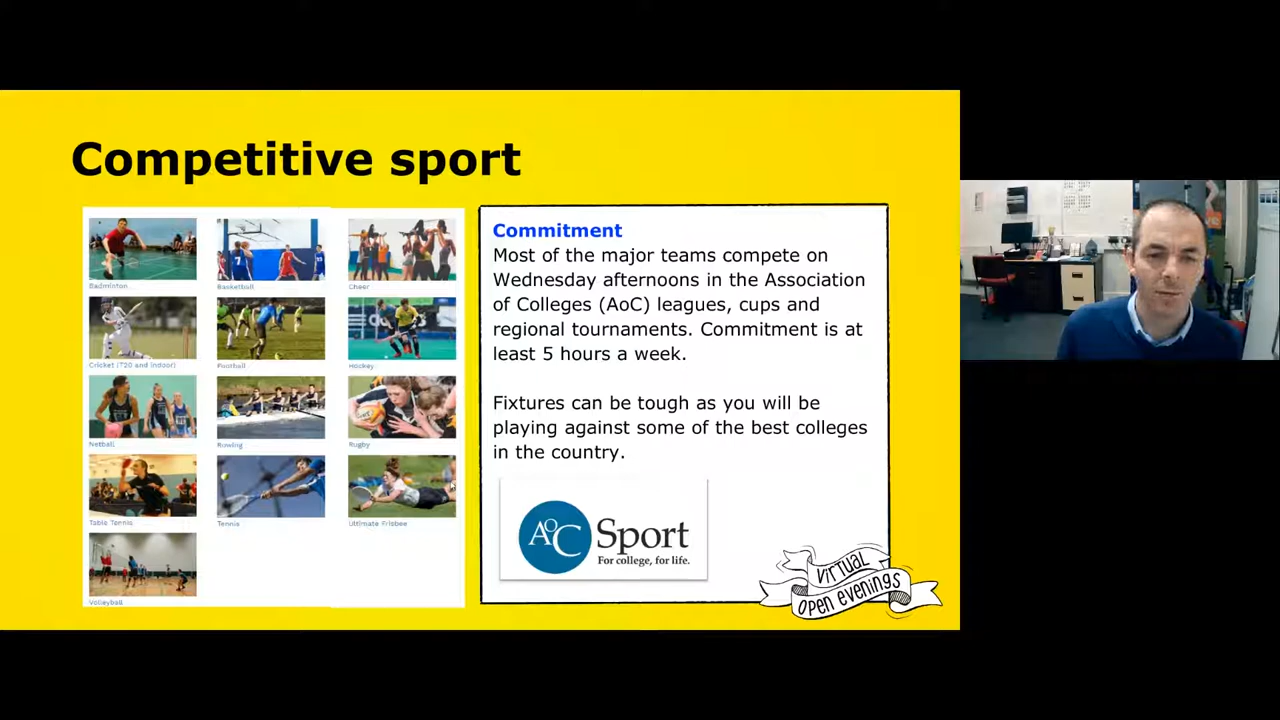 Competitive sport
Badminton
Basketball
Cheer
Cricket (T20 and indoor)
Football
Hockey
Netball
Rowing
Rugby
Table Tennis
Tennis
Ultimate Frisbee
Volleyball
Commitment
Most of the major teams compete on
Wednesday afternoons in the Association
of Colleges (AoC) leagues, cups and
regional tournaments. Commitment is at
least 5 hours a week.
Fixtures can be tough as you will be
playing against some of the best colleges
in the country.
AoC Sport
For college, for life.
VIRTUAL
OPEN EVENINGS